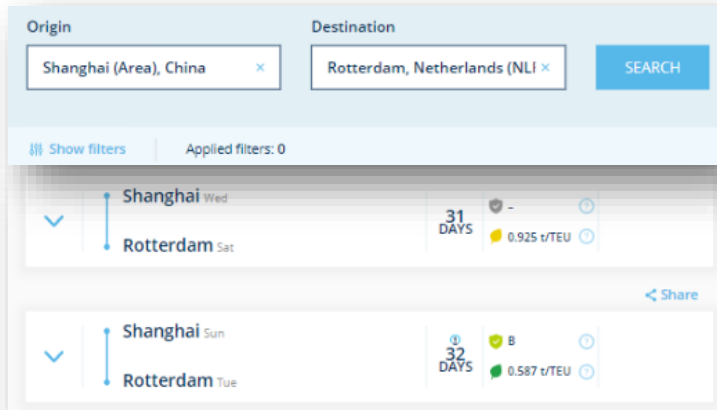 Origin
Destination
Shanghai (Area), China ×
Rotterdam, Netherlands (NLF ×
SEARCH
Show filters
Applied filters: 0
Shanghai Wed
Rotterdam Sat
31
DAYS
–
0.925 t/TEU
Share
Shanghai Sun
Rotterdam Tue
32
DAYS
B
0.587 t/TEU